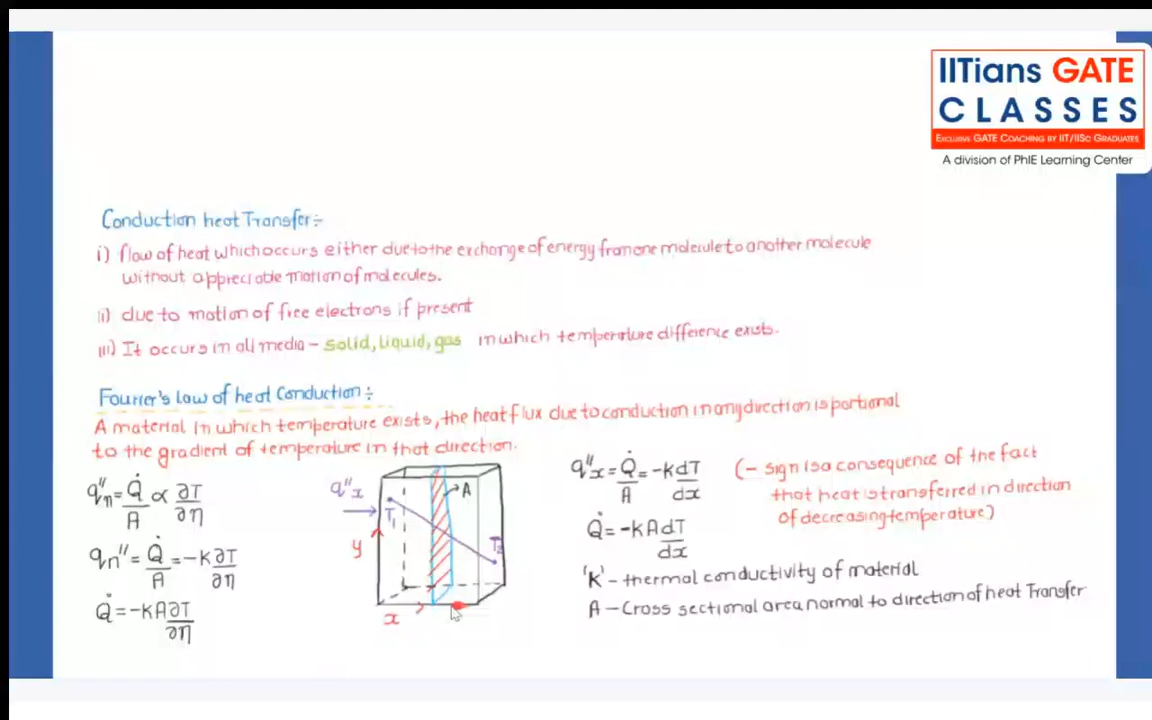 IITians GATE
CLASSES
EXCLUSIVE GATE COACHING BY IIT/IISc GRADUATES
A division of PhIE Learning Center
Conduction heat Transfer:-
i) flow of heat which occurs either due to the exchange of energy from one molecule to another molecule
without appreciable motion of molecules.
ii) due to motion of free electrons if present
iii) It occurs in all media - solid, liquid, gas in which temperature difference exists.
Fourier's law of heat Conduction:-
A material in which temperature exists, the heat flux due to conduction in any direction is portional
to the gradient of temperature in that direction.
q″η = Q̇/A ∝ ∂T/∂η
qη″ = Q̇/A = -K∂T/∂η
Q̇ = -KA∂T/∂η
q″x
A
T1
T2
y
x
q″x = Q̇/A = -KdT/dx
(- sign is a consequence of the fact
that heat is transferred in direction
of decreasing temperature)
Q̇ = -KAdT/dx
'K' - thermal conductivity of material
A - Cross sectional area normal to direction of heat Transfer